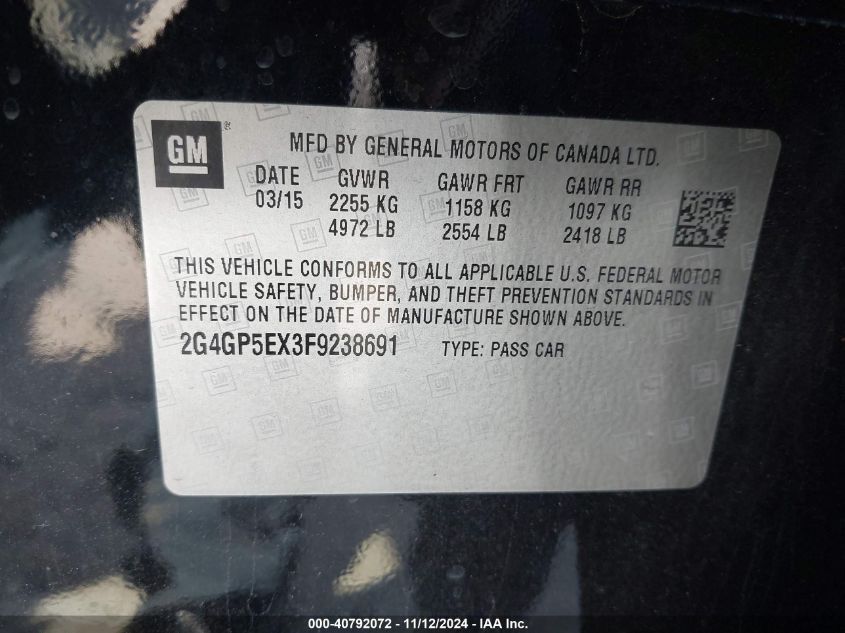 GM
MFD BY GENERAL MOTORS OF CANADA LTD.
DATE GVWR GAWR FRT GAWR RR
03/15 2255 KG 1158 KG 1097 KG
4972 LB 2554 LB 2418 LB
THIS VEHICLE CONFORMS TO ALL APPLICABLE U.S. FEDERAL MOTOR
VEHICLE SAFETY, BUMPER, AND THEFT PREVENTION STANDARDS IN
EFFECT ON THE DATE OF MANUFACTURE SHOWN ABOVE.
2G4GP5EX3F9238691 TYPE: PASS CAR
000-40792072 - 11/12/2024 - IAA Inc.